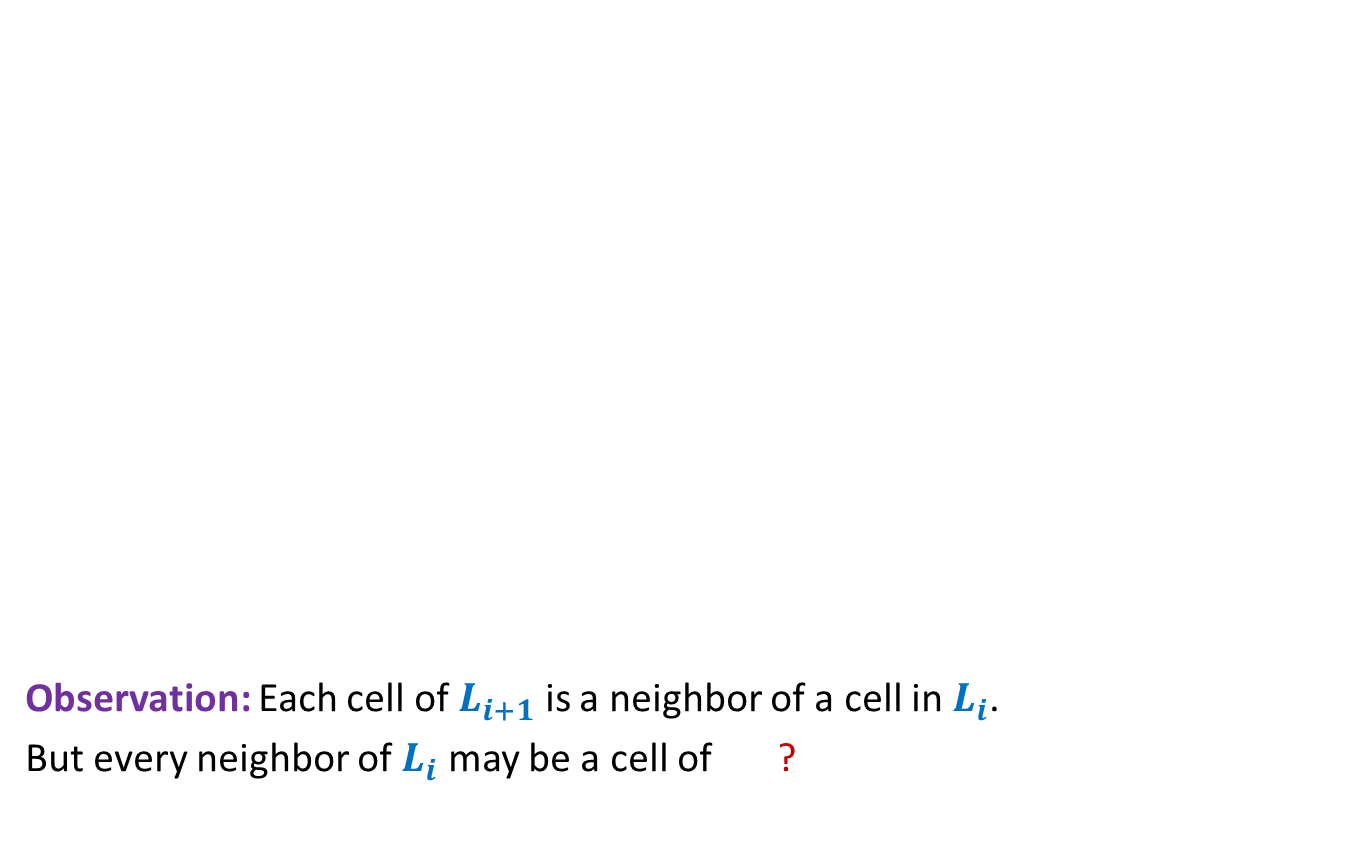 Observation: Each cell of L_{i+1} is a neighbor of a cell in L_i.
But every neighbor of L_i may be a cell of ?